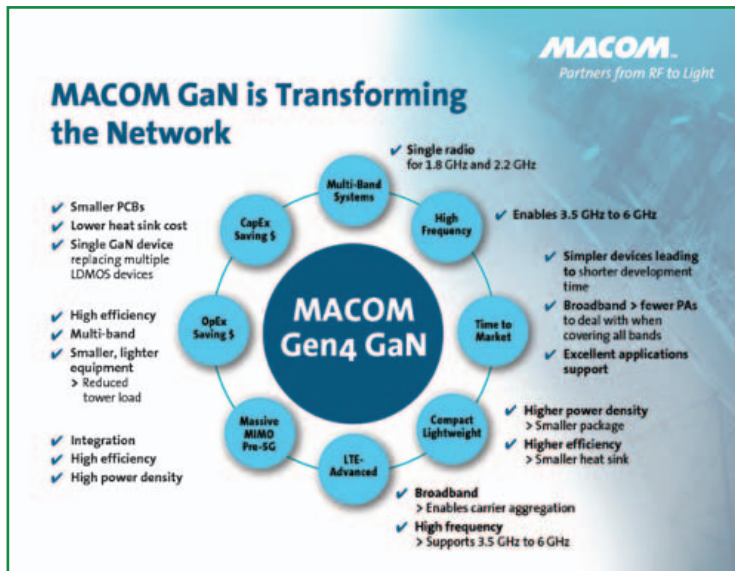 MACOM™
Partners from RF to Light
MACOM GaN is Transforming
the Network
✔ Single radio
for 1.8 GHz and 2.2 GHz
Multi-Band
Systems
✔ Smaller PCBs
✔ Lower heat sink cost
✔ Single GaN device
replacing multiple
LDMOS devices
CapEx
Saving $
High
Frequency
✔ Enables 3.5 GHz to 6 GHz
✔ Simpler devices leading
to shorter development
time
✔ Broadband > fewer PAs
to deal with when
covering all bands
✔ Excellent applications
support
MACOM
Gen4 GaN
✔ High efficiency
✔ Multi-band
✔ Smaller, lighter
equipment
> Reduced
tower load
OpEx
Saving $
Time to
Market
Massive
MIMO
Pre-5G
Compact
Lightweight
✔ Higher power density
> Smaller package
✔ Higher efficiency
> Smaller heat sink
✔ Integration
✔ High efficiency
✔ High power density
LTE-
Advanced
✔ Broadband
> Enables carrier aggregation
✔ High frequency
> Supports 3.5 GHz to 6 GHz